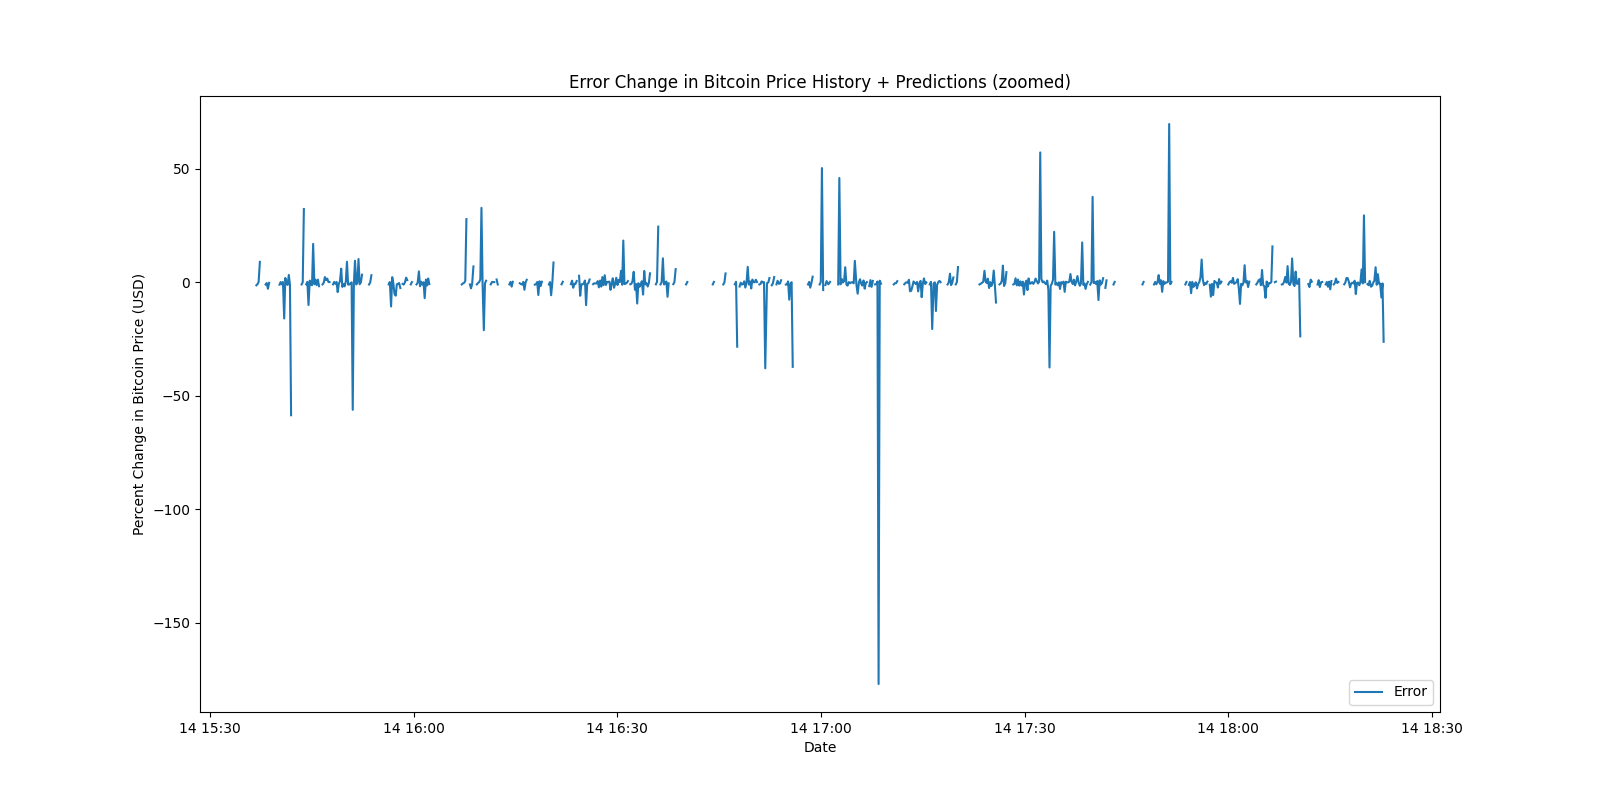 Error Change in Bitcoin Price History + Predictions (zoomed)
Percent Change in Bitcoin Price (USD)
50
0
−50
−100
−150
Error
14 15:30 14 16:00 14 16:30 14 17:00 14 17:30 14 18:00 14 18:30
Date